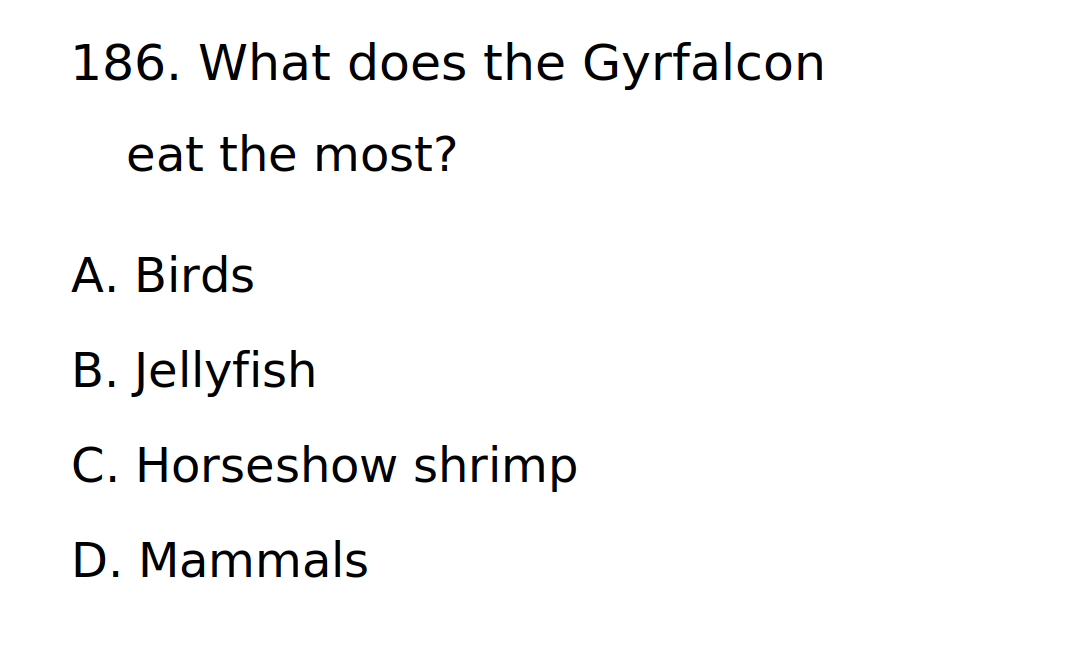 186. What does the Gyrfalcon
eat the most?
A. Birds
B. Jellyfish
C. Horseshow shrimp
D. Mammals